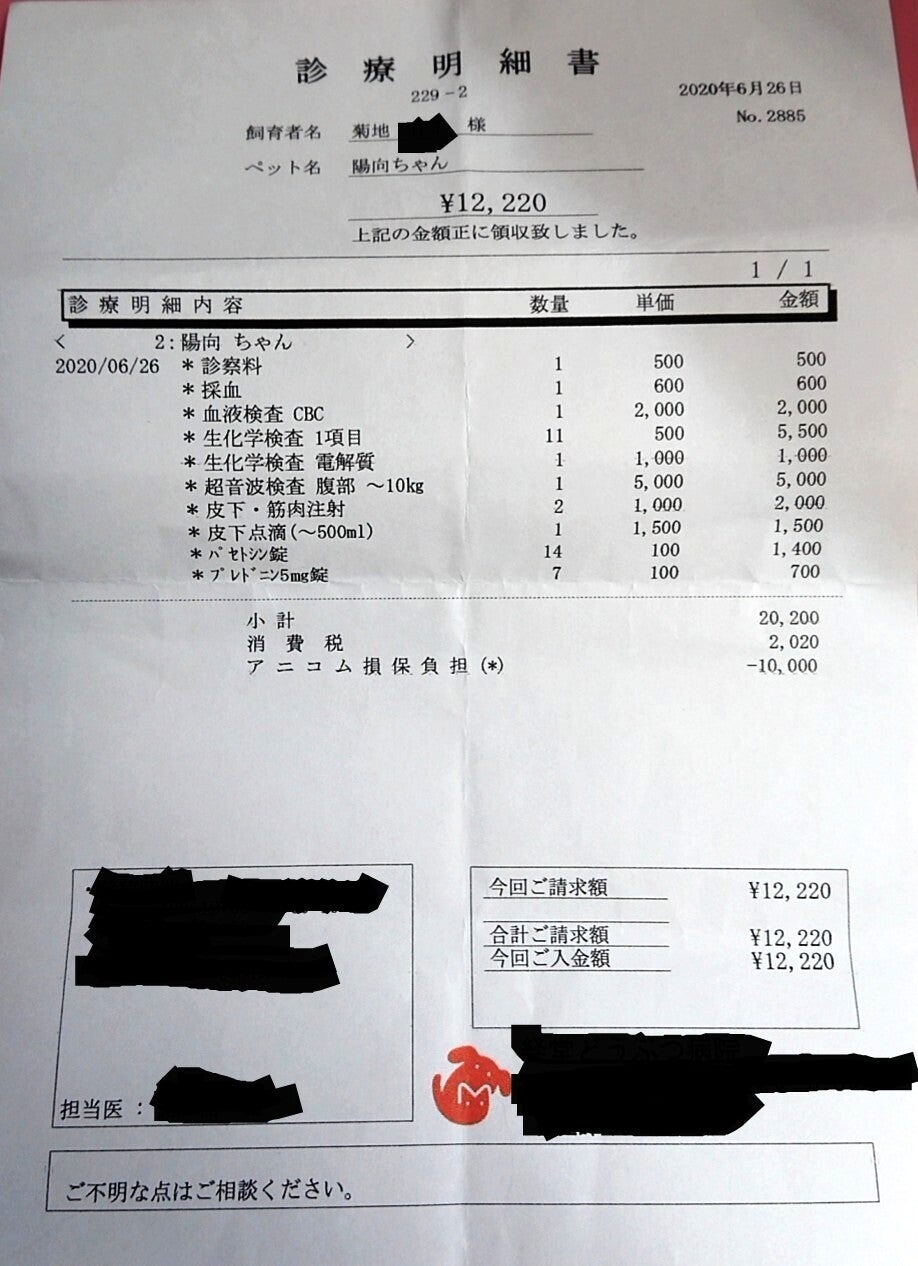 診療明細書
229-2
2020年6月26日
No. 2885
飼育者名 菊地 様
ペット名 陽向ちゃん
¥12,220
上記の金額正に領収致しました。
1 / 1
診療明細内容 数量 単価 金額
< 2:陽向 ちゃん >
2020/06/26 *診察料 1 500 500
*採血 1 600 600
*血液検査 CBC 1 2,000 2,000
*生化学検査 1項目 11 500 5,500
*生化学検査 電解質 1 1,000 1,000
*超音波検査 腹部 ~10kg 1 5,000 5,000
*皮下・筋肉注射 2 1,000 2,000
*皮下点滴(~500ml) 1 1,500 1,500
*パセトシン錠 14 100 1,400
*プレドニン5mg錠 7 100 700
小計 20,200
消費税 2,020
アニコム損保負担(*) -10,000
今回ご請求額 ¥12,220
合計ご請求額 ¥12,220
今回ご入金額 ¥12,220
どうぶつ病院
担当医:
ご不明な点はご相談ください。